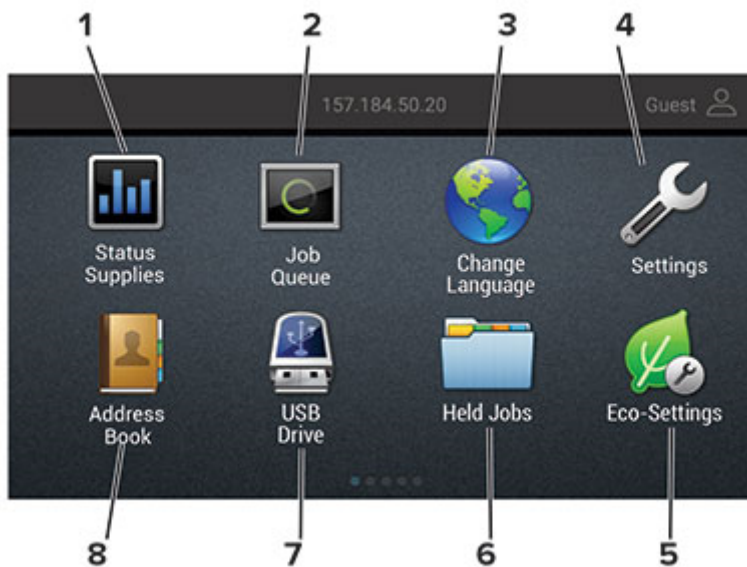 1 2 3 4
157.184.50.20 Guest
Status Supplies
Job Queue
Change Language
Settings
Address Book
USB Drive
Held Jobs
Eco-Settings
8 7 6 5